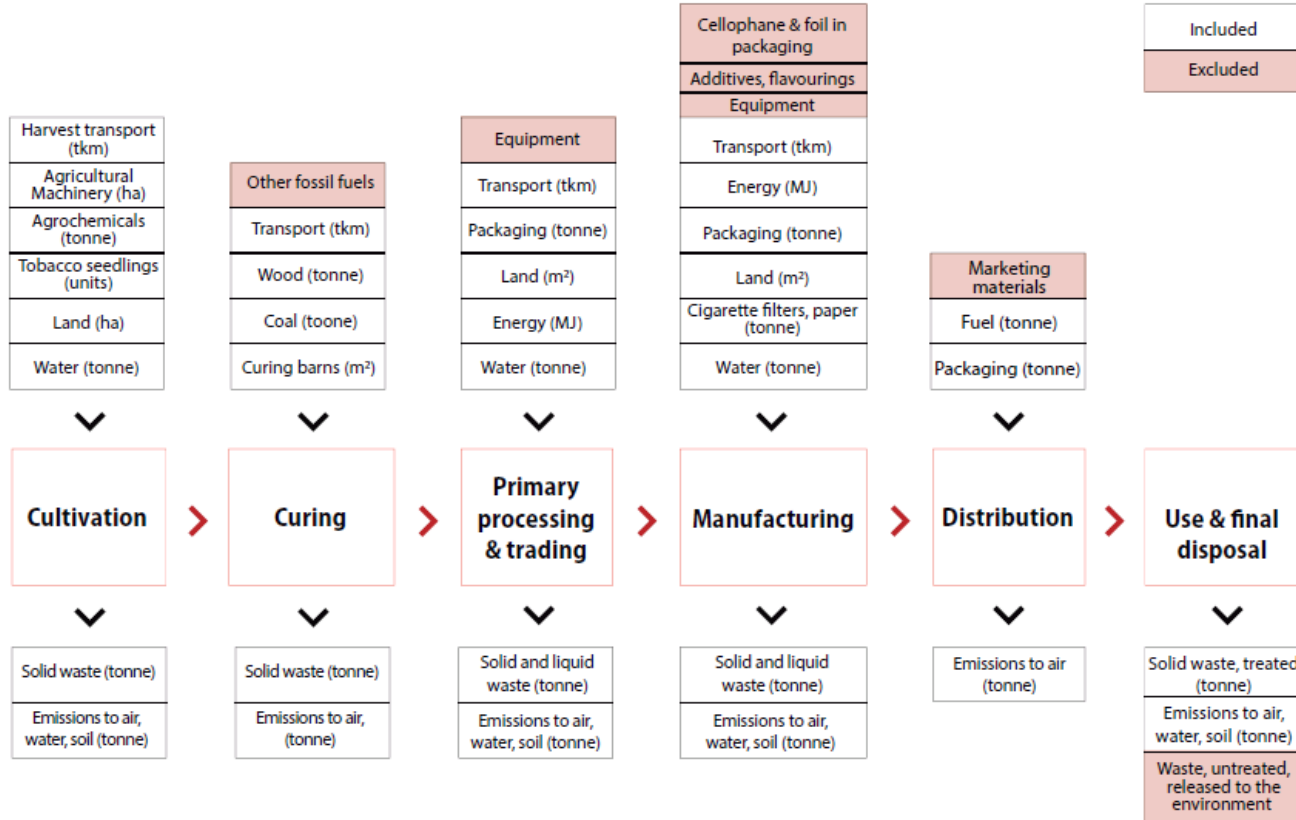 Cellophane & foil in
packaging
Additives, flavourings
Equipment
Transport (tkm)
Energy (MJ)
Packaging (tonne)
Land (m²)
Cigarette filters, paper
(tonne)
Water (tonne)
Included
Excluded
Harvest transport
(tkm)
Agricultural
Machinery (ha)
Agrochemicals
(tonne)
Tobacco seedlings
(units)
Land (ha)
Water (tonne)
Other fossil fuels
Transport (tkm)
Wood (tonne)
Coal (toone)
Curing barns (m²)
Equipment
Transport (tkm)
Packaging (tonne)
Land (m²)
Energy (MJ)
Water (tonne)
Marketing
materials
Fuel (tonne)
Packaging (tonne)
Cultivation
Curing
Primary
processing
& trading
Manufacturing
Distribution
Use & final
disposal
Solid waste (tonne)
Emissions to air,
water, soil (tonne)
Solid waste (tonne)
Emissions to air,
(tonne)
Solid and liquid
waste (tonne)
Emissions to air,
water, soil (tonne)
Solid and liquid
waste (tonne)
Emissions to air,
water, soil (tonne)
Emissions to air
(tonne)
Solid waste, treated
(tonne)
Emissions to air,
water, soil (tonne)
Waste, untreated,
released to the
environment